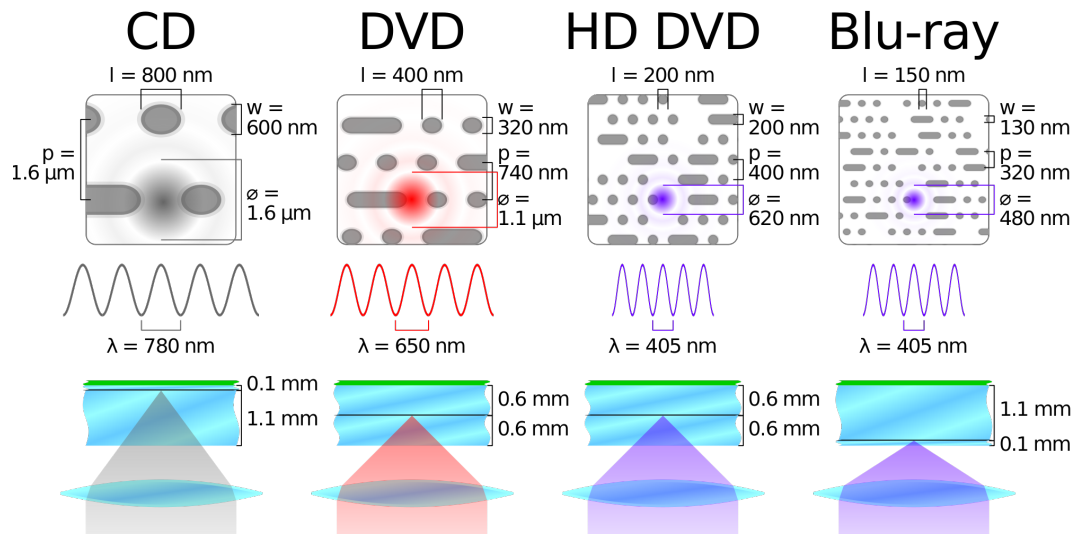 CD
l = 800 nm
w =
600 nm
p =
1.6 µm
⌀ =
1.6 µm
λ = 780 nm
0.1 mm
1.1 mm
DVD
l = 400 nm
w =
320 nm
p =
740 nm
⌀ =
1.1 µm
λ = 650 nm
0.6 mm
0.6 mm
HD DVD
l = 200 nm
w =
200 nm
p =
400 nm
⌀ =
620 nm
λ = 405 nm
0.6 mm
0.6 mm
Blu-ray
l = 150 nm
w =
130 nm
p =
320 nm
⌀ =
480 nm
λ = 405 nm
1.1 mm
0.1 mm